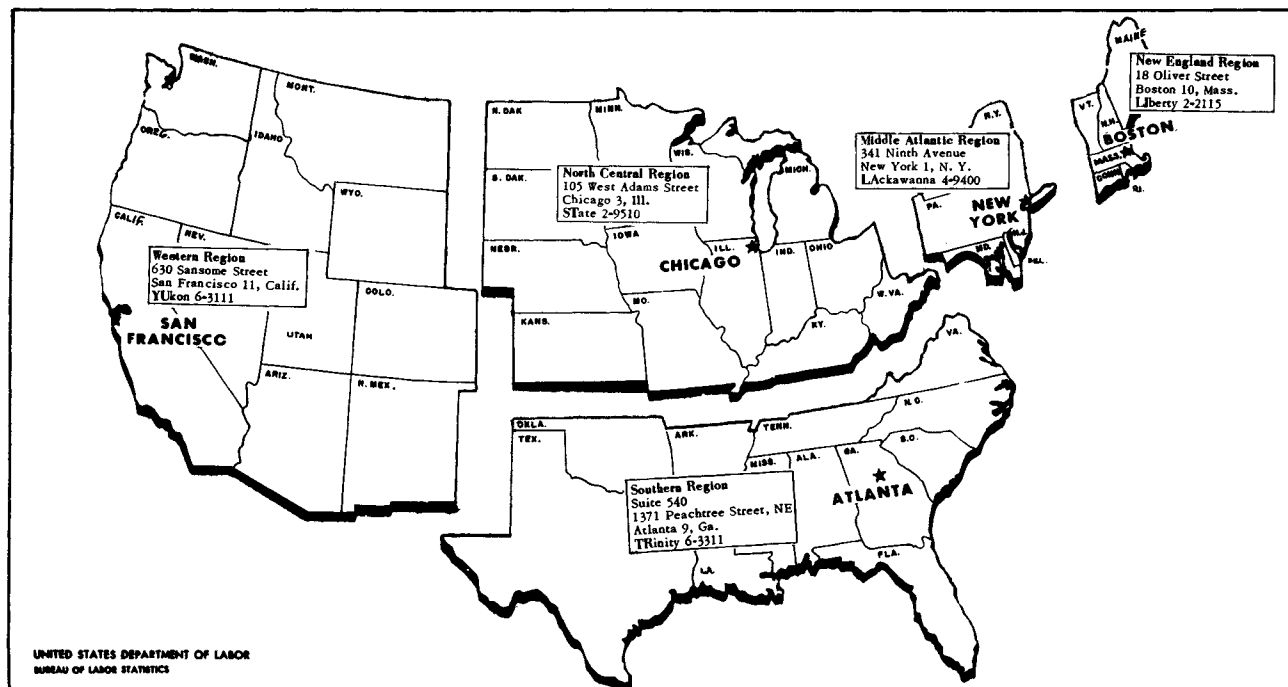 WASH.
MONT.
OREG.
IDAHO
WYO.
CALIF.
NEV.
Western Region
630 Sansome Street
San Francisco 11, Calif.
YUkon 6-3111
SAN
FRANCISCO
UTAH
COLO.
ARIZ.
N. MEX.
N. DAK
MINN.
S. DAK.
WIS.
MICH.
North Central Region
105 West Adams Street
Chicago 3, Ill.
STate 2-9510
NEBR.
IOWA
ILL.
CHICAGO
IND.
OHIO
KANS.
MO.
KY.
W. VA.
MAINE
New England Region
18 Oliver Street
Boston 10, Mass.
LIberty 2-2115
VT.
N.H.
BOSTON
MASS.
CONN.
R.I.
N.Y.
Middle Atlantic Region
341 Ninth Avenue
New York 1, N. Y.
LAckawanna 4-9400
PA.
NEW
YORK
N.J.
MD.
DEL.
VA.
OKLA.
TEX.
ARK.
TENN.
N. C.
S. C.
MISS.
ALA.
GA.
ATLANTA
Southern Region
Suite 540
1371 Peachtree Street, NE
Atlanta 9, Ga.
TRinity 6-3311
LA.
FLA.
UNITED STATES DEPARTMENT OF LABOR
BUREAU OF LABOR STATISTICS